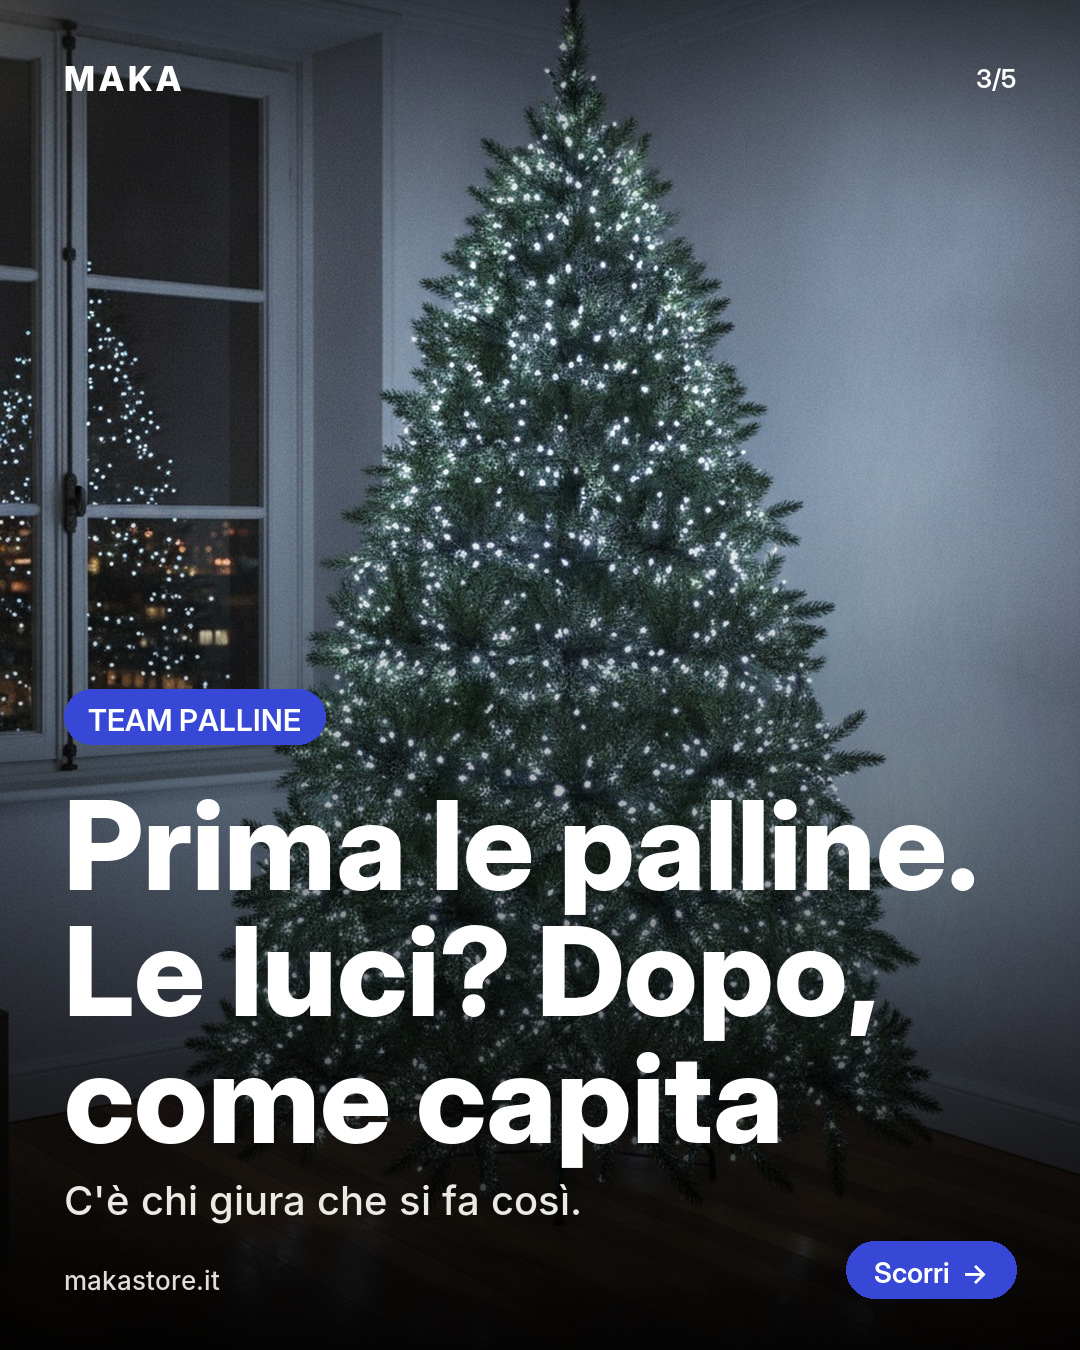 MAKA
3/5
TEAM PALLINE
Prima le palline.
Le luci? Dopo,
come capita
C'è chi giura che si fa così.
makastore.it
Scorri →